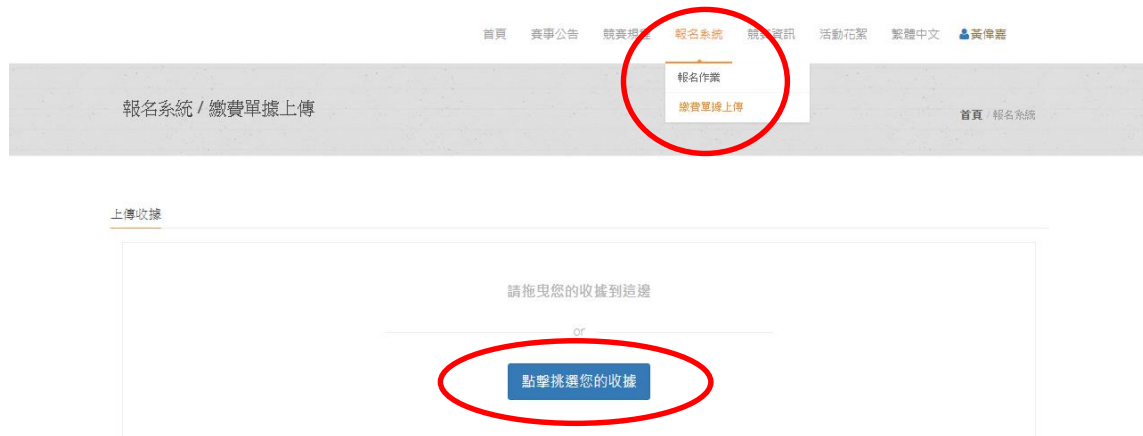 首頁 賽事公告 競賽規程 報名系統 競賽資訊 活動花絮 繁體中文 黃偉嘉
報名作業
繳費單據上傳
報名系統 / 繳費單據上傳
首頁 / 報名系統
上傳收據
請拖曳您的收據到這邊
or
點擊挑選您的收據